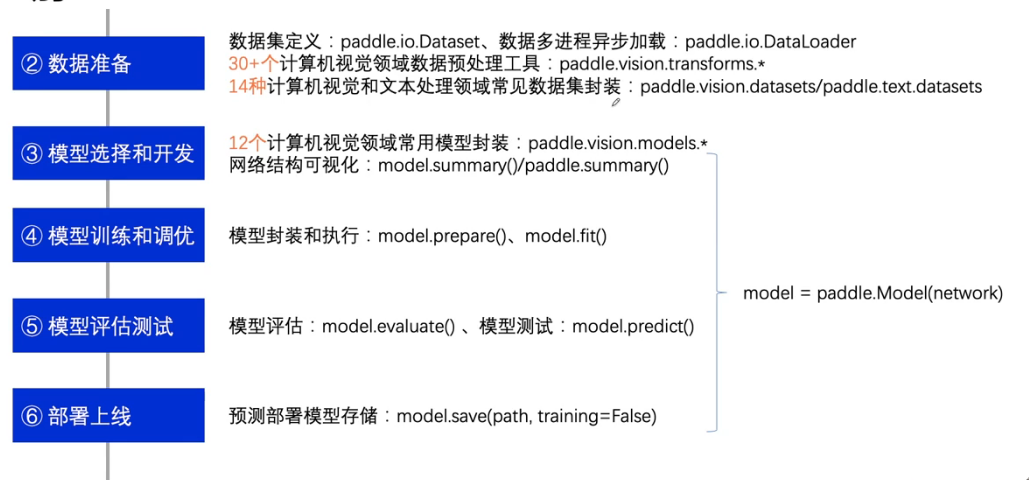 ② 数据准备
数据集定义：paddle.io.Dataset、数据多进程异步加载：paddle.io.DataLoader
30+个计算机视觉领域数据预处理工具：paddle.vision.transforms.*
14种计算机视觉和文本处理领域常见数据集封装：paddle.vision.datasets/paddle.text.datasets
③ 模型选择和开发
12个计算机视觉领域常用模型封装：paddle.vision.models.*
网络结构可视化：model.summary()/paddle.summary()
④ 模型训练和调优
模型封装和执行：model.prepare()、model.fit()
model = paddle.Model(network)
⑤ 模型评估测试
模型评估：model.evaluate() 、模型测试：model.predict()
⑥ 部署上线
预测部署模型存储：model.save(path, training=False)